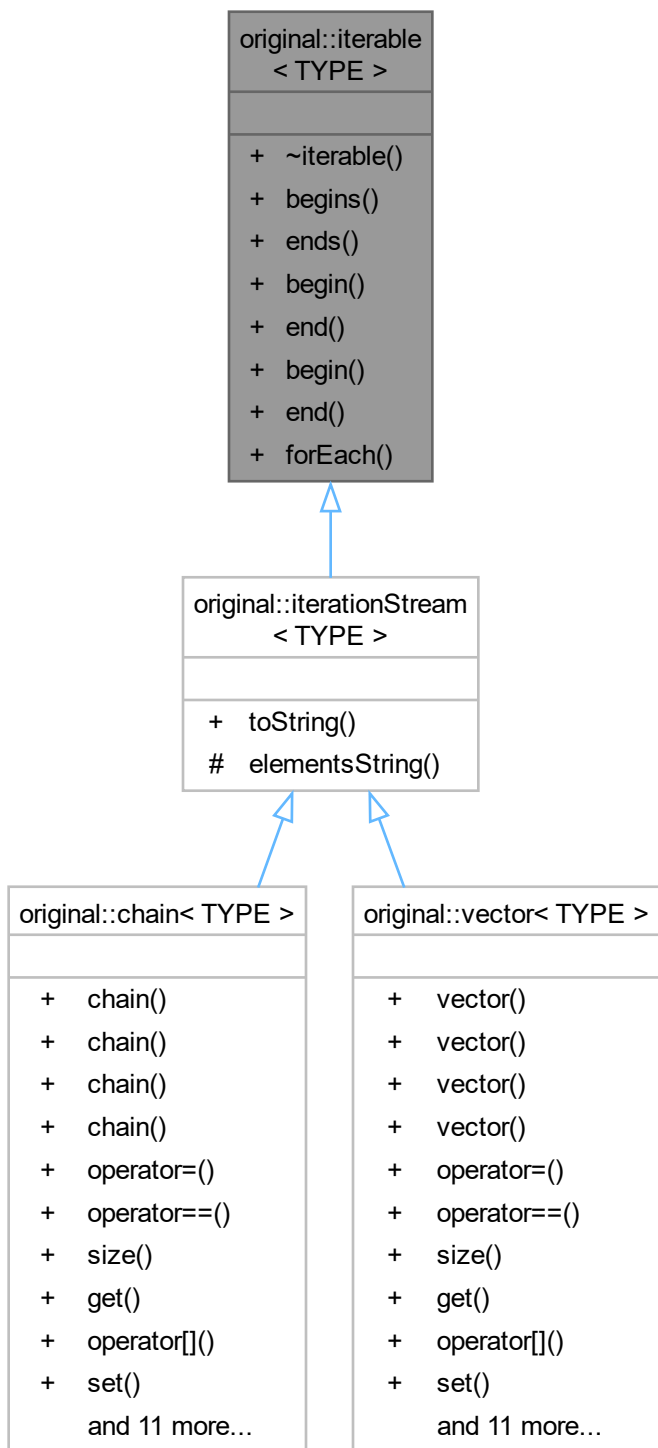 original::iterable
< TYPE >
+ ~iterable()
+ begins()
+ ends()
+ begin()
+ end()
+ begin()
+ end()
+ forEach()
original::iterationStream
< TYPE >
+ toString()
# elementsString()
original::chain< TYPE >
+ chain()
+ chain()
+ chain()
+ chain()
+ operator=()
+ operator==()
+ size()
+ get()
+ operator[]()
+ set()
and 11 more...
original::vector< TYPE >
+ vector()
+ vector()
+ vector()
+ vector()
+ operator=()
+ operator==()
+ size()
+ get()
+ operator[]()
+ set()
and 11 more...